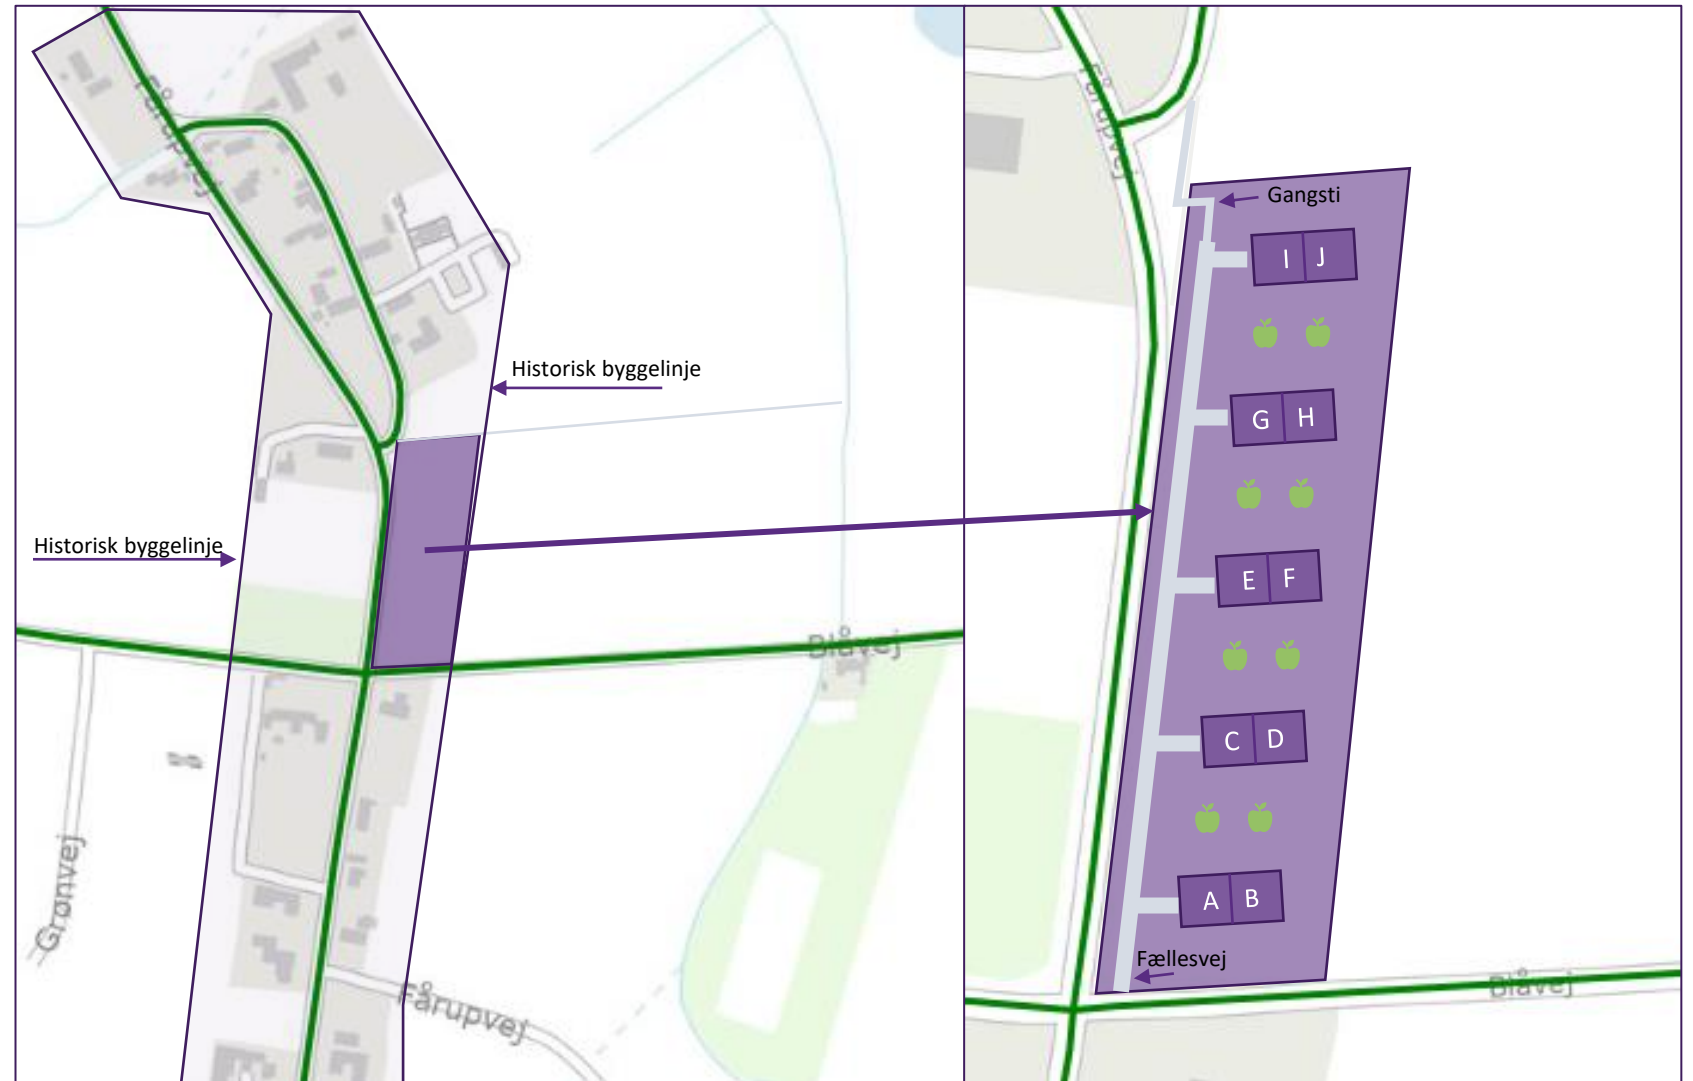 Fårupvej
Historisk byggelinje
Historisk byggelinje
Blåvej
Grønvej
Fårupvej
Fårupvej
Gangsti
I J
G H
E F
C D
A B
Fællesvej
Blåvej